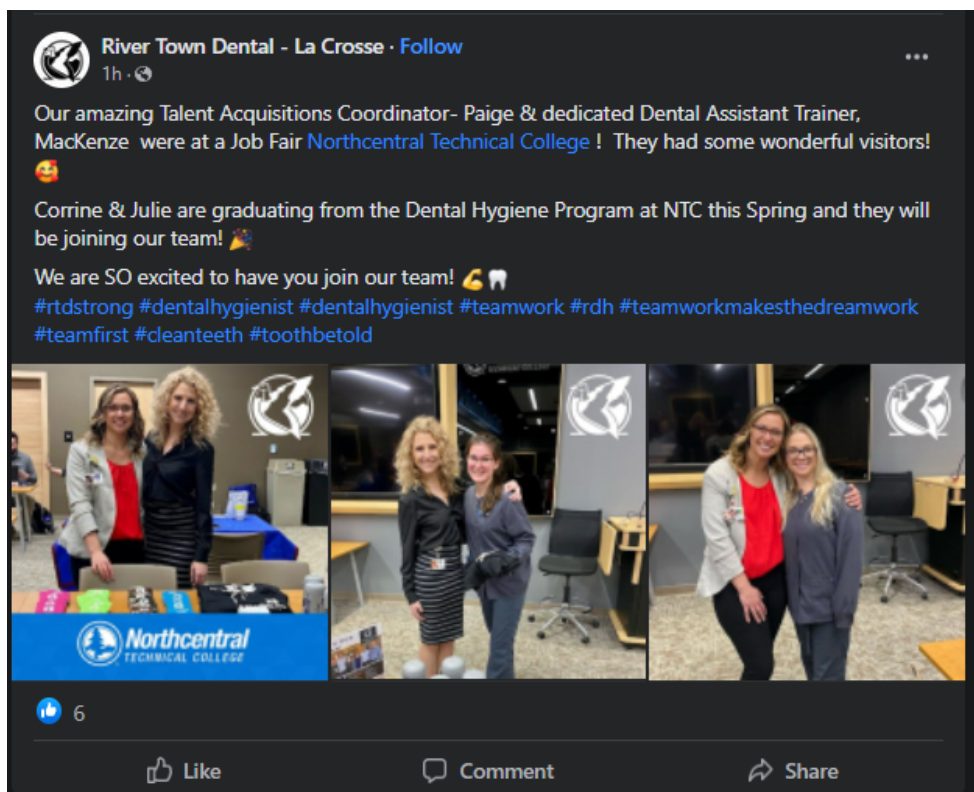 River Town Dental - La Crosse · Follow
1h ·
Our amazing Talent Acquisitions Coordinator- Paige & dedicated Dental Assistant Trainer,
MacKenze were at a Job Fair Northcentral Technical College ! They had some wonderful visitors!
🥰
Corrine & Julie are graduating from the Dental Hygiene Program at NTC this Spring and they will
be joining our team! 🎉
We are SO excited to have you join our team! 💪🦷
#rtdstrong #dentalhygienist #dentalhygienist #teamwork #rdh #teamworkmakesthedreamwork
#teamfirst #cleanteeth #toothbetold
Northcentral
TECHNICAL COLLEGE
6
Like Comment Share